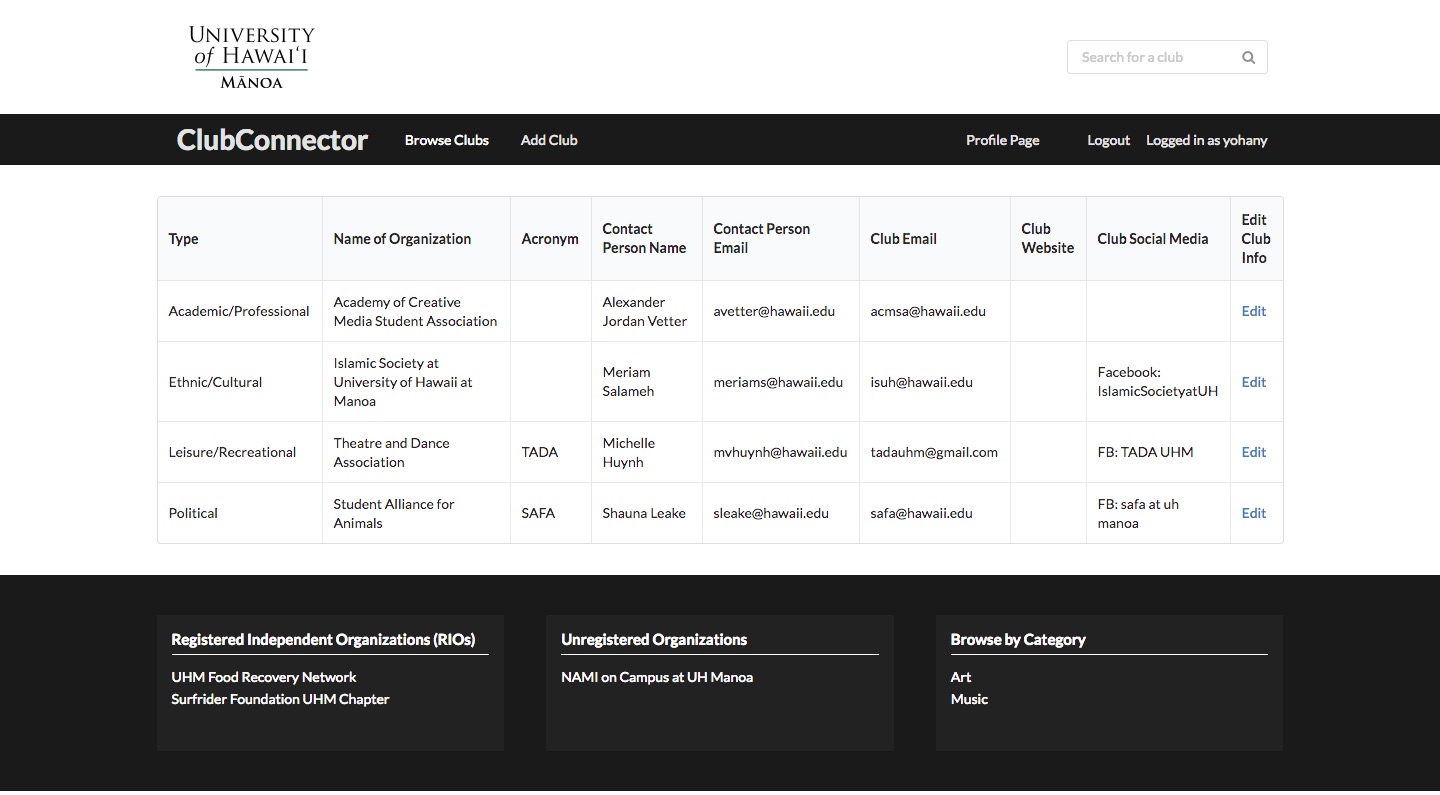 UNIVERSITY
of HAWAIʻI
MĀNOA
Search for a club
ClubConnector Browse Clubs Add Club Profile Page Logout Logged in as yohany
Type Name of Organization Acronym Contact Person Name Contact Person Email Club Email Club Website Club Social Media Edit Club Info
Academic/Professional Academy of Creative Media Student Association Alexander Jordan Vetter avetter@hawaii.edu acmsa@hawaii.edu Edit
Ethnic/Cultural Islamic Society at University of Hawaii at Manoa Meriam Salameh meriams@hawaii.edu isuh@hawaii.edu Facebook: IslamicSocietyatUH Edit
Leisure/Recreational Theatre and Dance Association TADA Michelle Huynh mvhuynh@hawaii.edu tadauhm@gmail.com FB: TADA UHM Edit
Political Student Alliance for Animals SAFA Shauna Leake sleake@hawaii.edu safa@hawaii.edu FB: safa at uh manoa Edit
Registered Independent Organizations (RIOs)
UHM Food Recovery Network
Surfrider Foundation UHM Chapter
Unregistered Organizations
NAMI on Campus at UH Manoa
Browse by Category
Art
Music